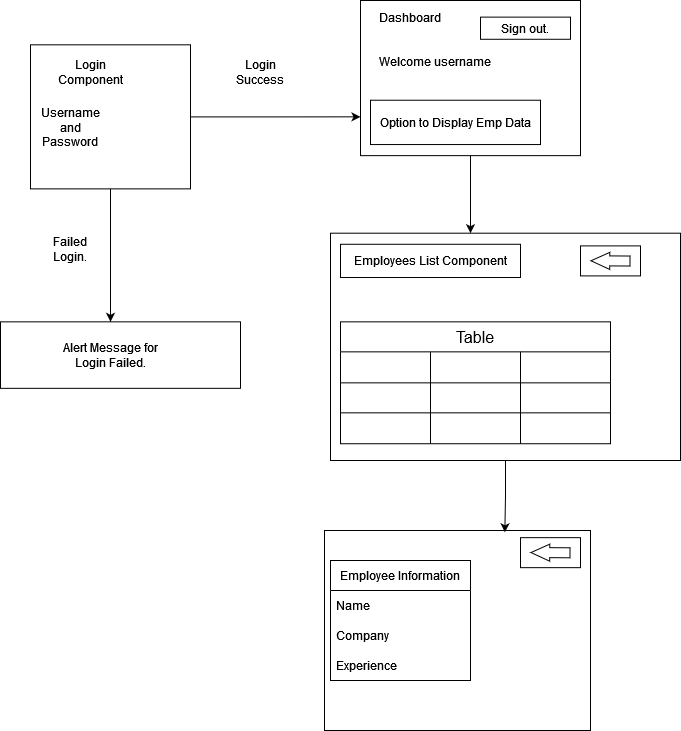 Dashboard
Sign out.
Login
Component
Login
Success
Welcome username
Username
and
Password
Option to Display Emp Data
Failed
Login.
Employees List Component
Alert Message for
Login Failed.
Table
Employee Information
Name
Company
Experience